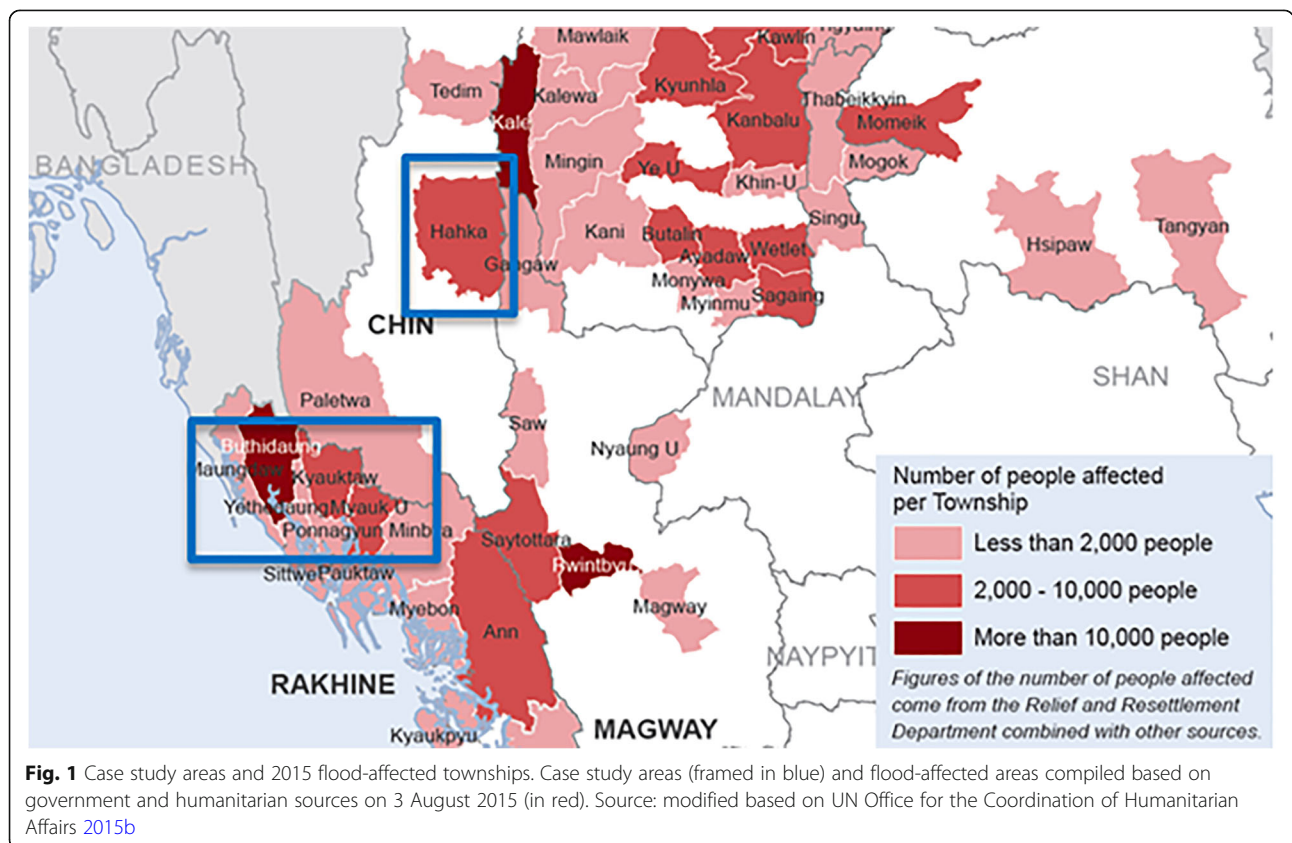 Mawlaik
Kawlin
Tedim
Kale
Kalewa
Kyunhla
Thabeikkyin
Kanbalu
Momeik
BANGLADESH
Mingin
Ye U
Khin-U
Mogok
Hahka
Kani
Butalin
Ayadaw
Wetlet
Singu
Hsipaw
Tangyan
Gangaw
Monywa
Myinmu
Sagaing
CHIN
SHAN
MANDALAY
Paletwa
Saw
Nyaung U
Buthidaung
Maungdaw
Kyauktaw
Yethedaung
Myauk U
Ponnagyun
Minbya
Saytottara
Pwintbyu
Sittwe
Pauktaw
Myebon
Magway
Ann
NAYPYIT
RAKHINE
MAGWAY
Kyaukpyu
Number of people affected
per Township
Less than 2,000 people
2,000 - 10,000 people
More than 10,000 people
Figures of the number of people affected
come from the Relief and Resettlement
Department combined with other sources.
Fig. 1 Case study areas and 2015 flood-affected townships. Case study areas (framed in blue) and flood-affected areas compiled based on
government and humanitarian sources on 3 August 2015 (in red). Source: modified based on UN Office for the Coordination of Humanitarian
Affairs 2015b